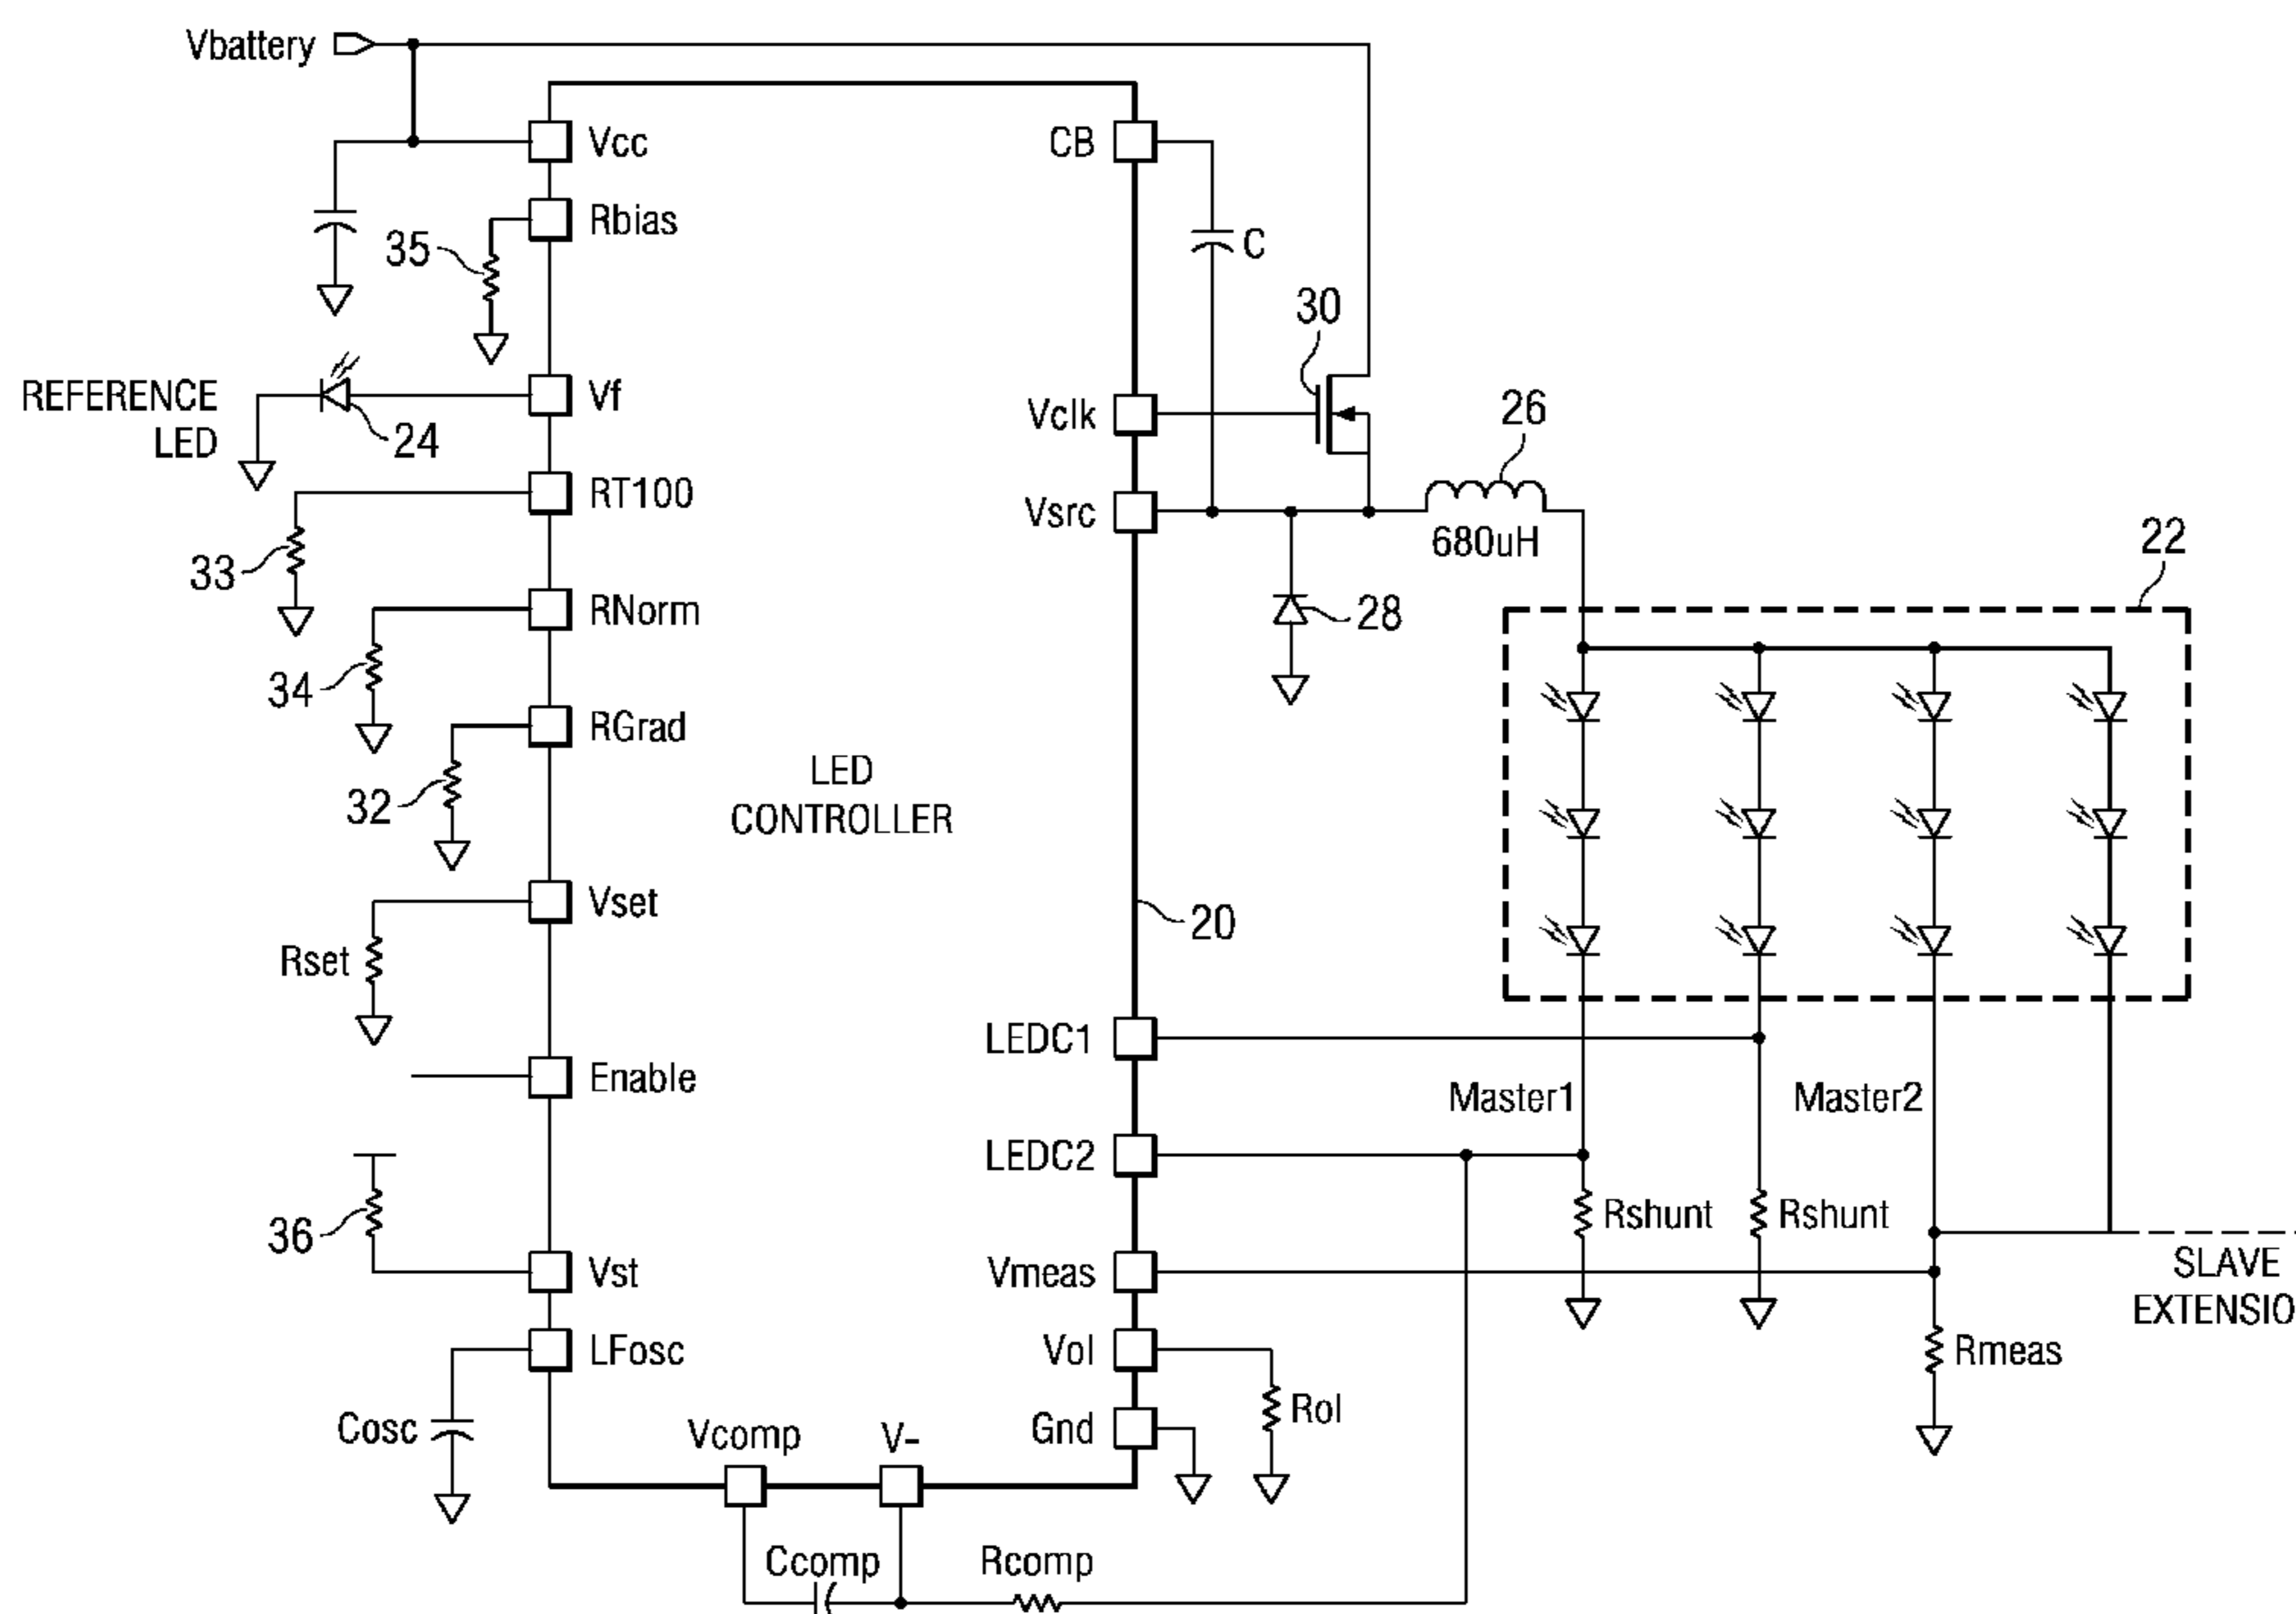 Vbattery
Vcc
CB
Rbias
35
C
30
REFERENCE
LED
24
Vf
Vclk
26
RT100
Vsrc
680uH
22
33
RNorm
28
34
RGrad
32
LED
CONTROLLER
Vset
20
Rset
LEDC1
Enable
Master1
Master2
LEDC2
36
Rshunt
Rshunt
Vst
Vmeas
SLAVE
EXTENSIO
LFosc
Vol
Rmeas
Cosc
Vcomp
V-
Gnd
Rol
Ccomp
Rcomp